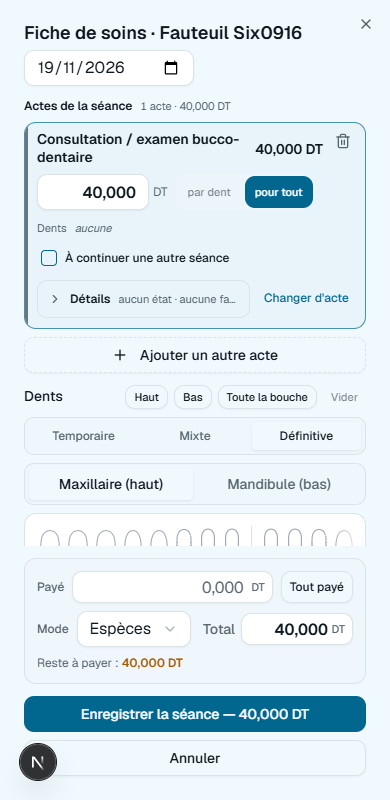 Fiche de soins · Fauteuil Six0916
19/11/2026
Actes de la séance 1 acte · 40,000 DT
Consultation / examen bucco-
dentaire
40,000 DT
40,000 DT par dent pour tout
Dents aucune
À continuer une autre séance
Détails aucun état · aucune fa... Changer d'acte
Ajouter un autre acte
Dents Haut Bas Toute la bouche Vider
Temporaire Mixte Définitive
Maxillaire (haut) Mandibule (bas)
Payé 0,000 DT Tout payé
Mode Espèces Total 40,000 DT
Reste à payer : 40,000 DT
Enregistrer la séance — 40,000 DT
N Annuler